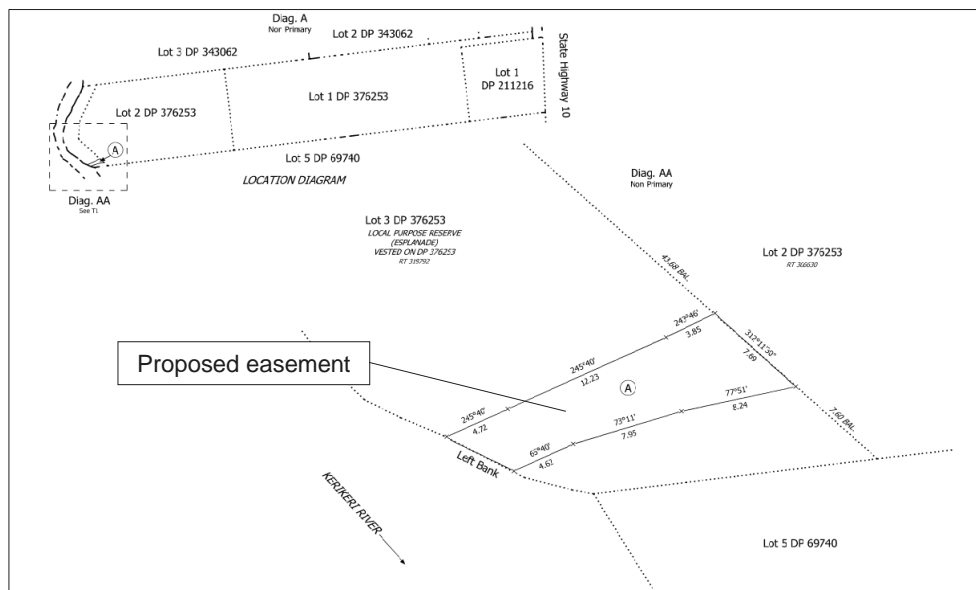 Diag. A
Non Primary
Lot 2 DP 343062
Lot 3 DP 343062
State Highway 10
Lot 1
DP 211216
Lot 1 DP 376253
Lot 2 DP 376253
A
Lot 5 DP 69740
LOCATION DIAGRAM
Diag. AA
See T1
Diag. AA
Non Primary
Lot 3 DP 376253
LOCAL PURPOSE RESERVE
(ESPLANADE)
VESTED ON DP 376253
RT 319792
Lot 2 DP 376253
RT 366630
43.68 BAL
243°46'
3.85
312°11'30"
7.69
245°40'
12.23
Proposed easement
A
77°51'
8.24
245°40'
4.72
73°11'
7.95
7.60 BAL
65°40'
4.62
Left Bank
KERIKERI RIVER
Lot 5 DP 69740